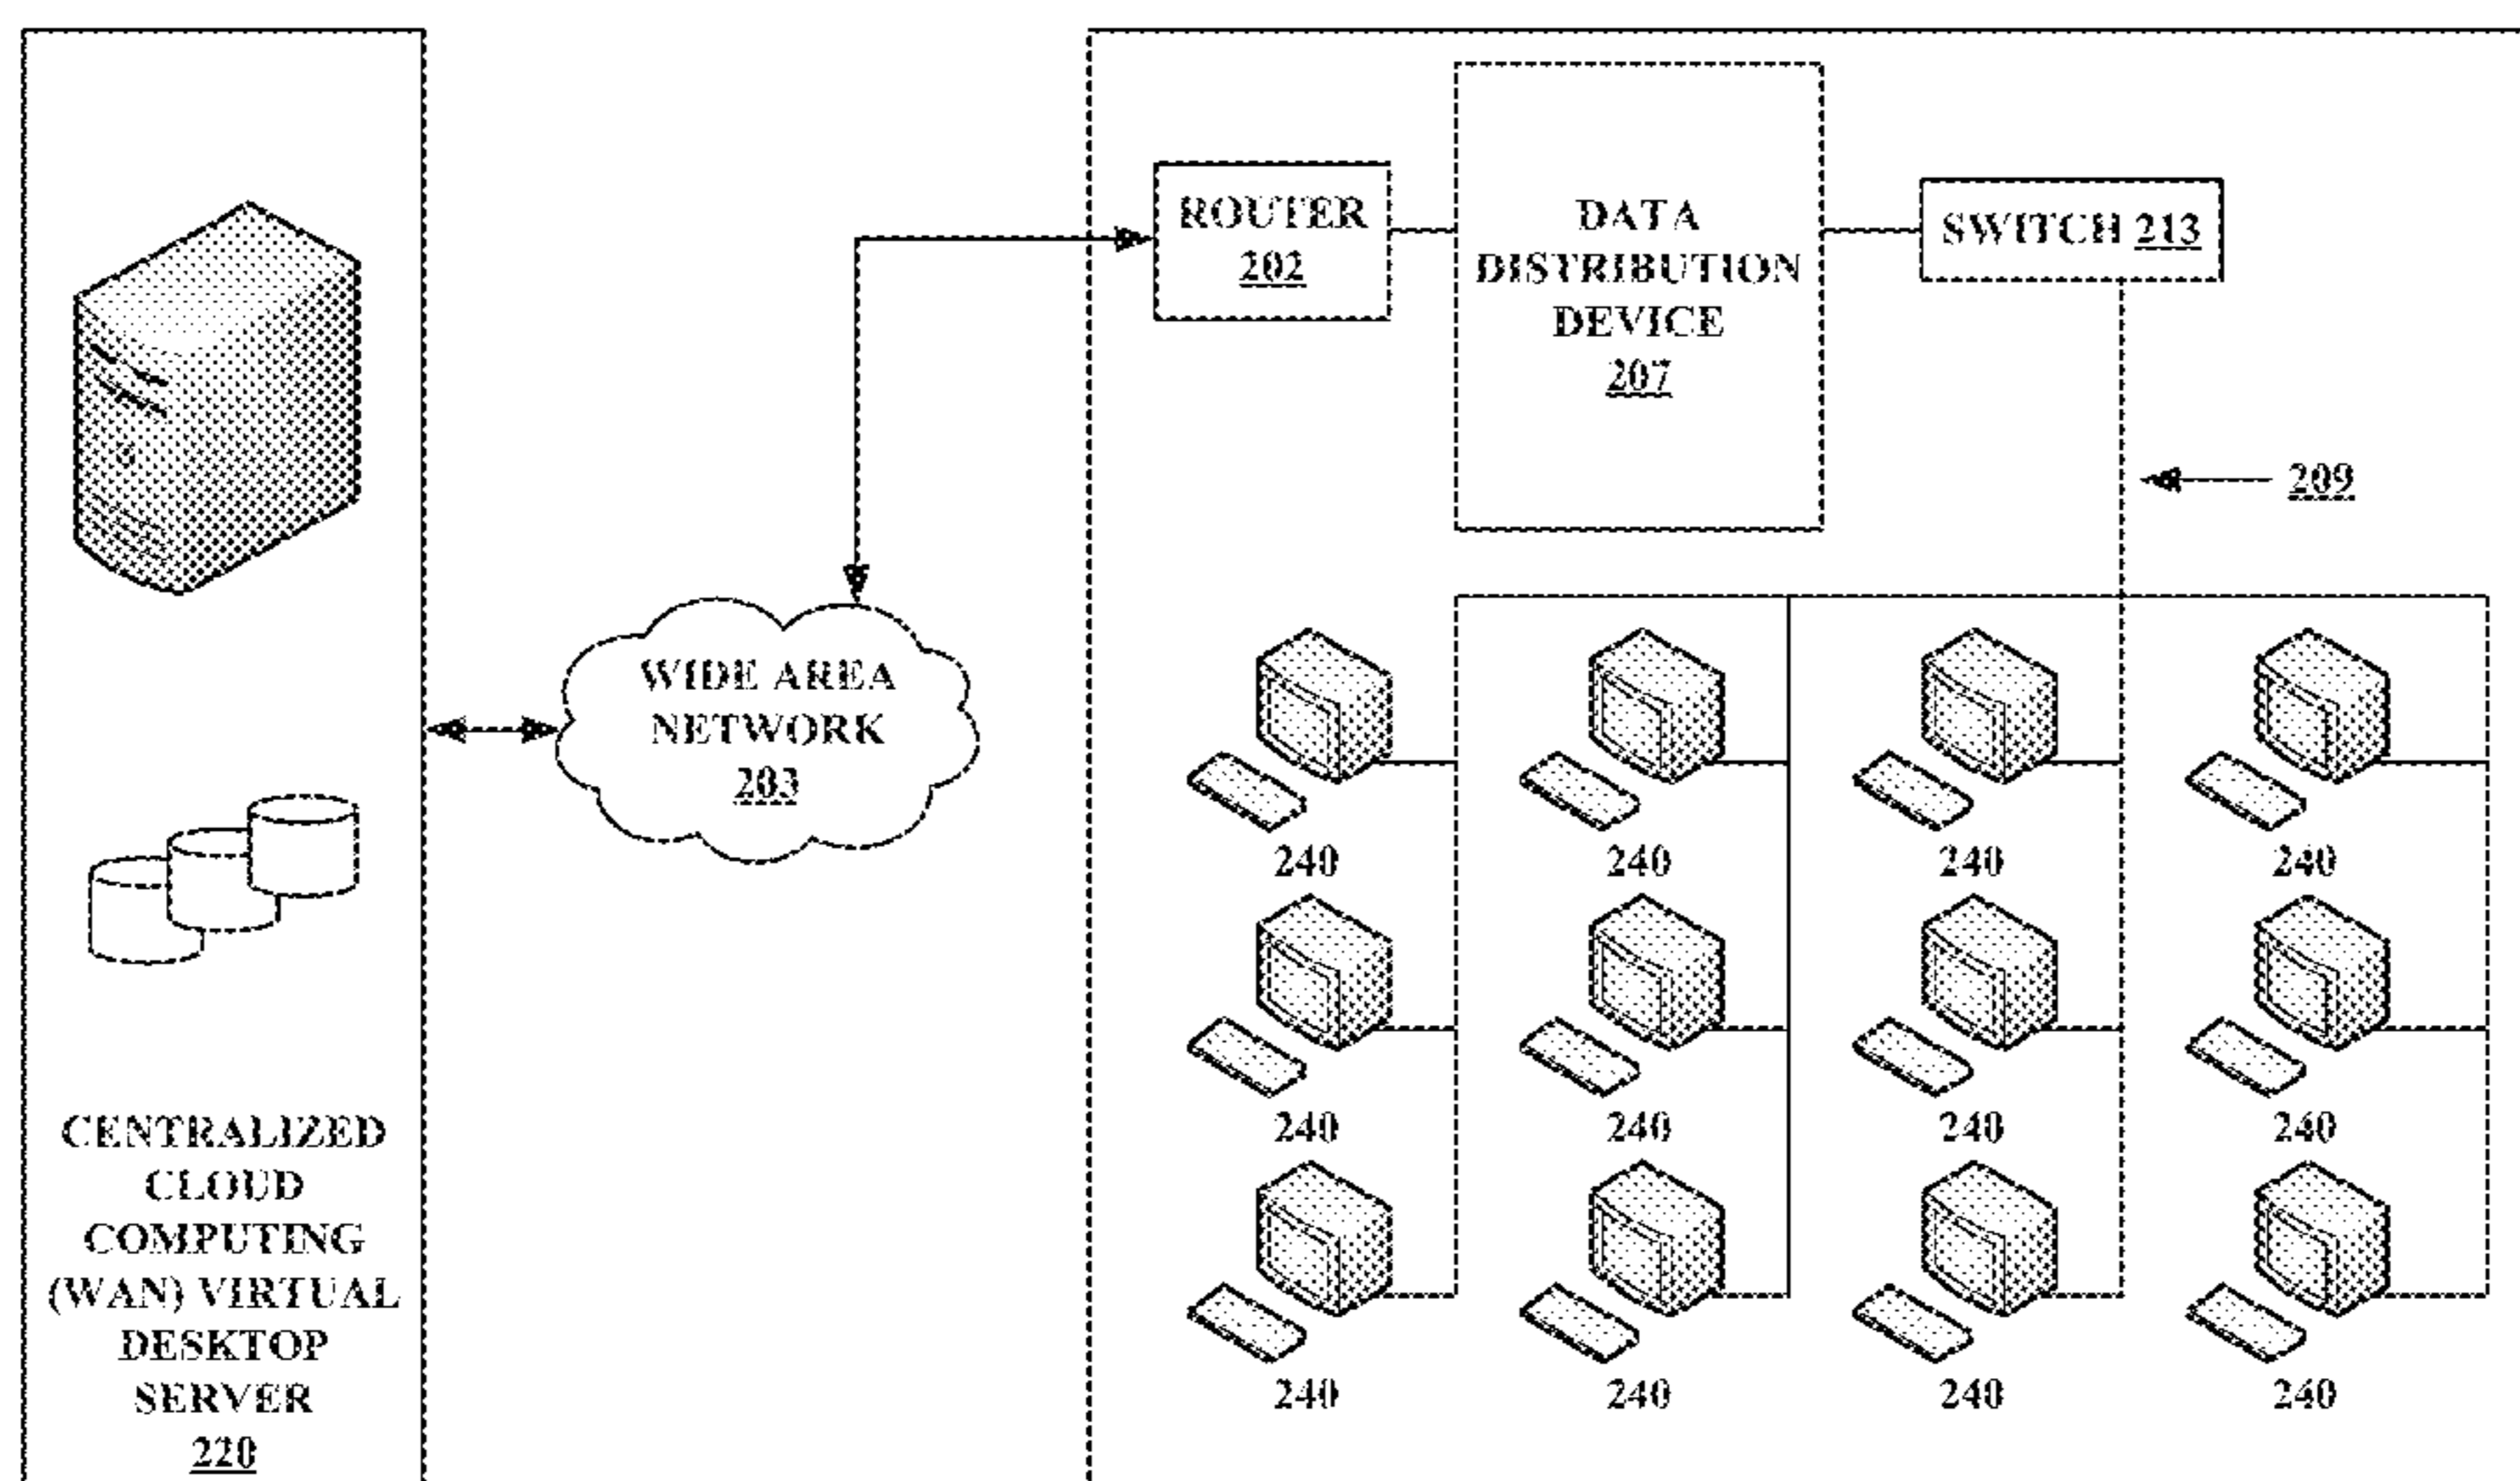 ROUTER
202
DATA
DISTRIBUTION
DEVICE
207
SWITCH 213
209
WIDE AREA
NETWORK
203
240 240 240 240
240 240 240 240
240 240 240 240
CENTRALIZED
CLOUD
COMPUTING
(WAN) VIRTUAL
DESKTOP
SERVER
220